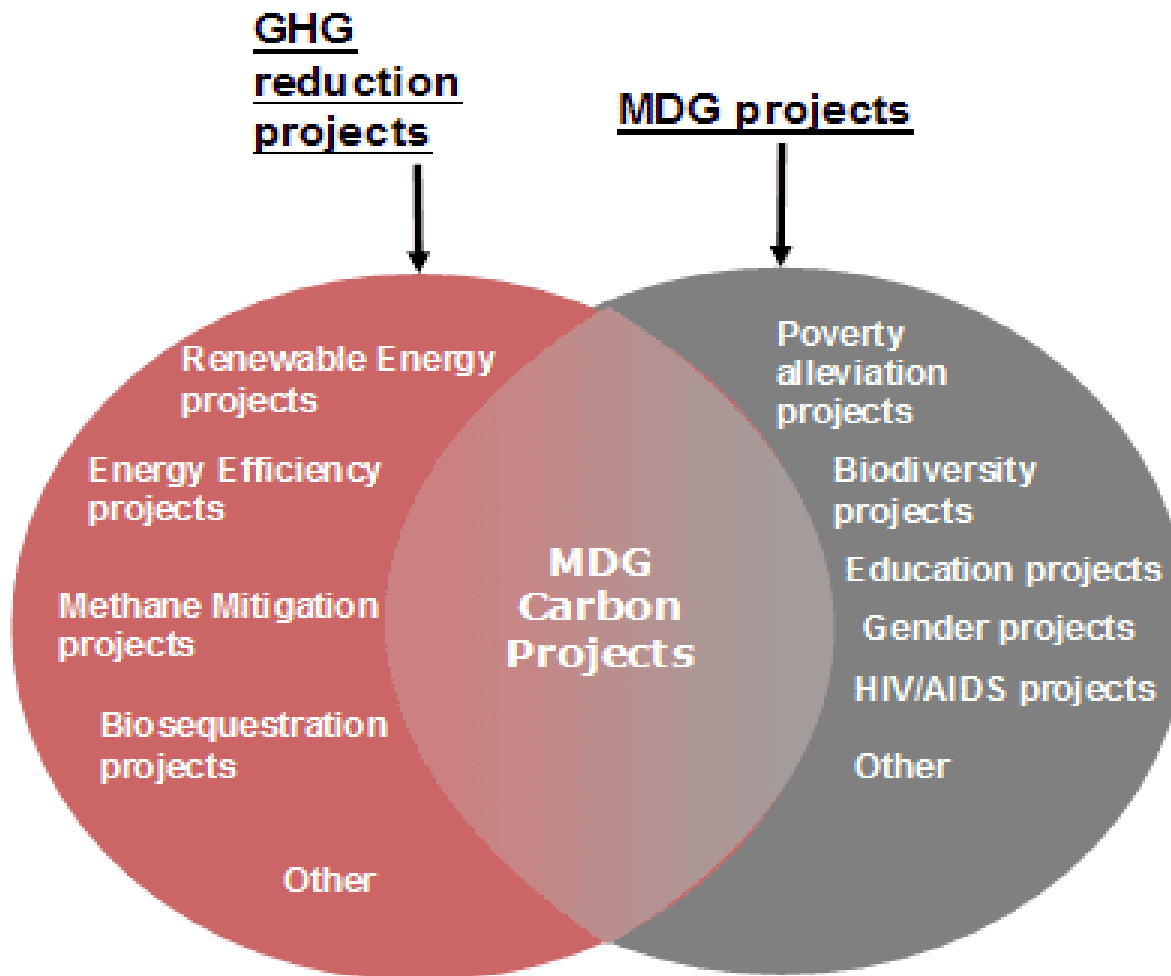 GHG
reduction
projects
MDG projects
Renewable Energy
projects
Energy Efficiency
projects
Methane Mitigation
projects
Biosequestration
projects
Other
MDG
Carbon
Projects
Poverty
alleviation
projects
Biodiversity
projects
Education projects
Gender projects
HIV/AIDS projects
Other